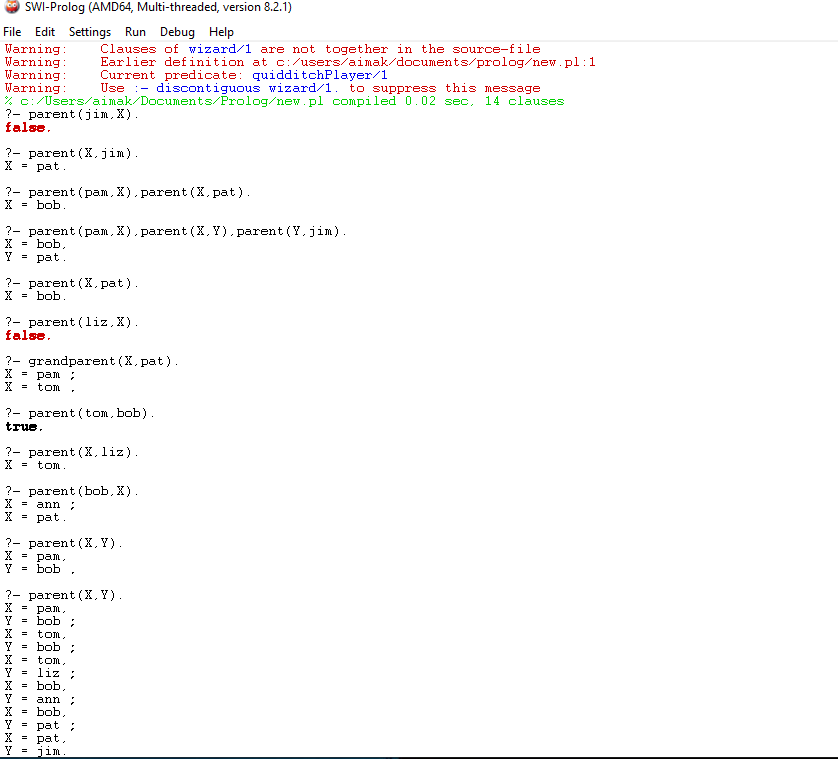 SWI-Prolog (AMD64, Multi-threaded, version 8.2.1)
File Edit Settings Run Debug Help
Warning:    Clauses of wizard/1 are not together in the source-file
Warning:    Earlier definition at c:/users/aimak/documents/prolog/new.pl:1
Warning:    Current predicate: quidditchPlayer/1
Warning:    Use :- discontiguous wizard/1. to suppress this message
% c:/Users/aimak/Documents/Prolog/new.pl compiled 0.02 sec, 14 clauses
?- parent(jim,X).
false.
?- parent(X,jim).
X = pat.
?- parent(pam,X),parent(X,pat).
X = bob.
?- parent(pam,X),parent(X,Y),parent(Y,jim).
X = bob,
Y = pat.
?- parent(X,pat).
X = bob.
?- parent(liz,X).
false.
?- grandparent(X,pat).
X = pam ;
X = tom .
?- parent(tom,bob).
true.
?- parent(X,liz).
X = tom.
?- parent(bob,X).
X = ann ;
X = pat.
?- parent(X,Y).
X = pam,
Y = bob .
?- parent(X,Y).
X = pam,
Y = bob ;
X = tom,
Y = bob ;
X = tom,
Y = liz ;
X = bob,
Y = ann ;
X = bob,
Y = pat ;
X = pat,
Y = jim.